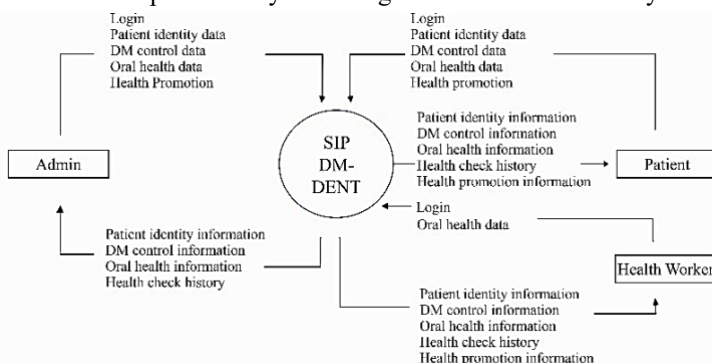 Login
Patient identity data
DM control data
Oral health data
Health Promotion
Login
Patient identity data
DM control data
Oral health data
Health promotion
Admin
SIP
DM-
DENT
Patient identity information
DM control information
Oral health information
Health check history
Health promotion information
Patient
Login
Oral health data
Health Worker
Patient identity information
DM control information
Oral health information
Health check history
Patient identity information
DM control information
Oral health information
Health check history
Health promotion information